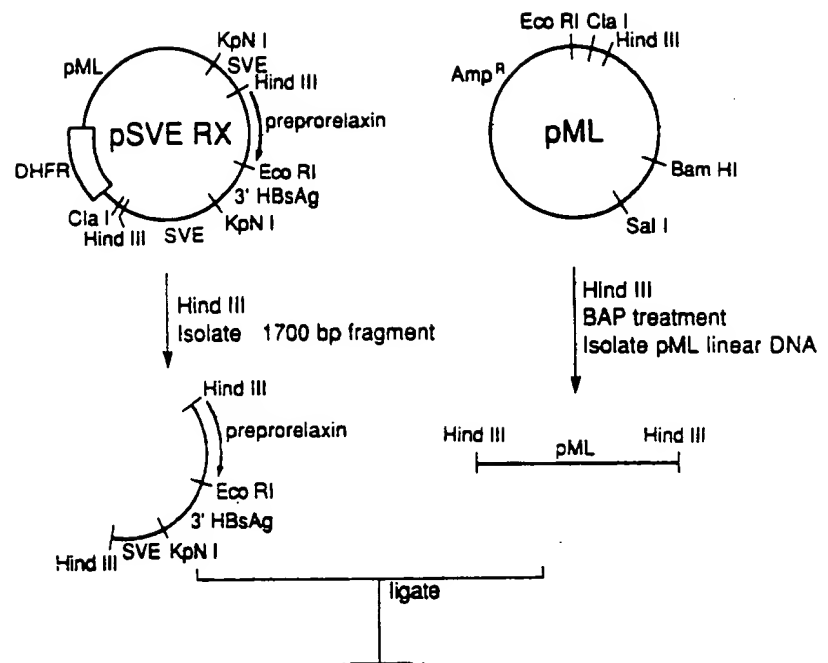 KpN I
SVE
Hind III
pML
pSVE RX
preprorelaxin
DHFR
Eco RI
3' HBsAg
KpN I
Cla I
Hind III
SVE
Eco RI
Cla I
Hind III
Amp R
pML
Bam HI
Sal I
Hind III
Isolate 1700 bp fragment
Hind III
BAP treatment
Isolate pML linear DNA
Hind III
preprorelaxin
Eco RI
3' HBsAg
KpN I
SVE
Hind III
Hind III
pML
Hind III
ligate